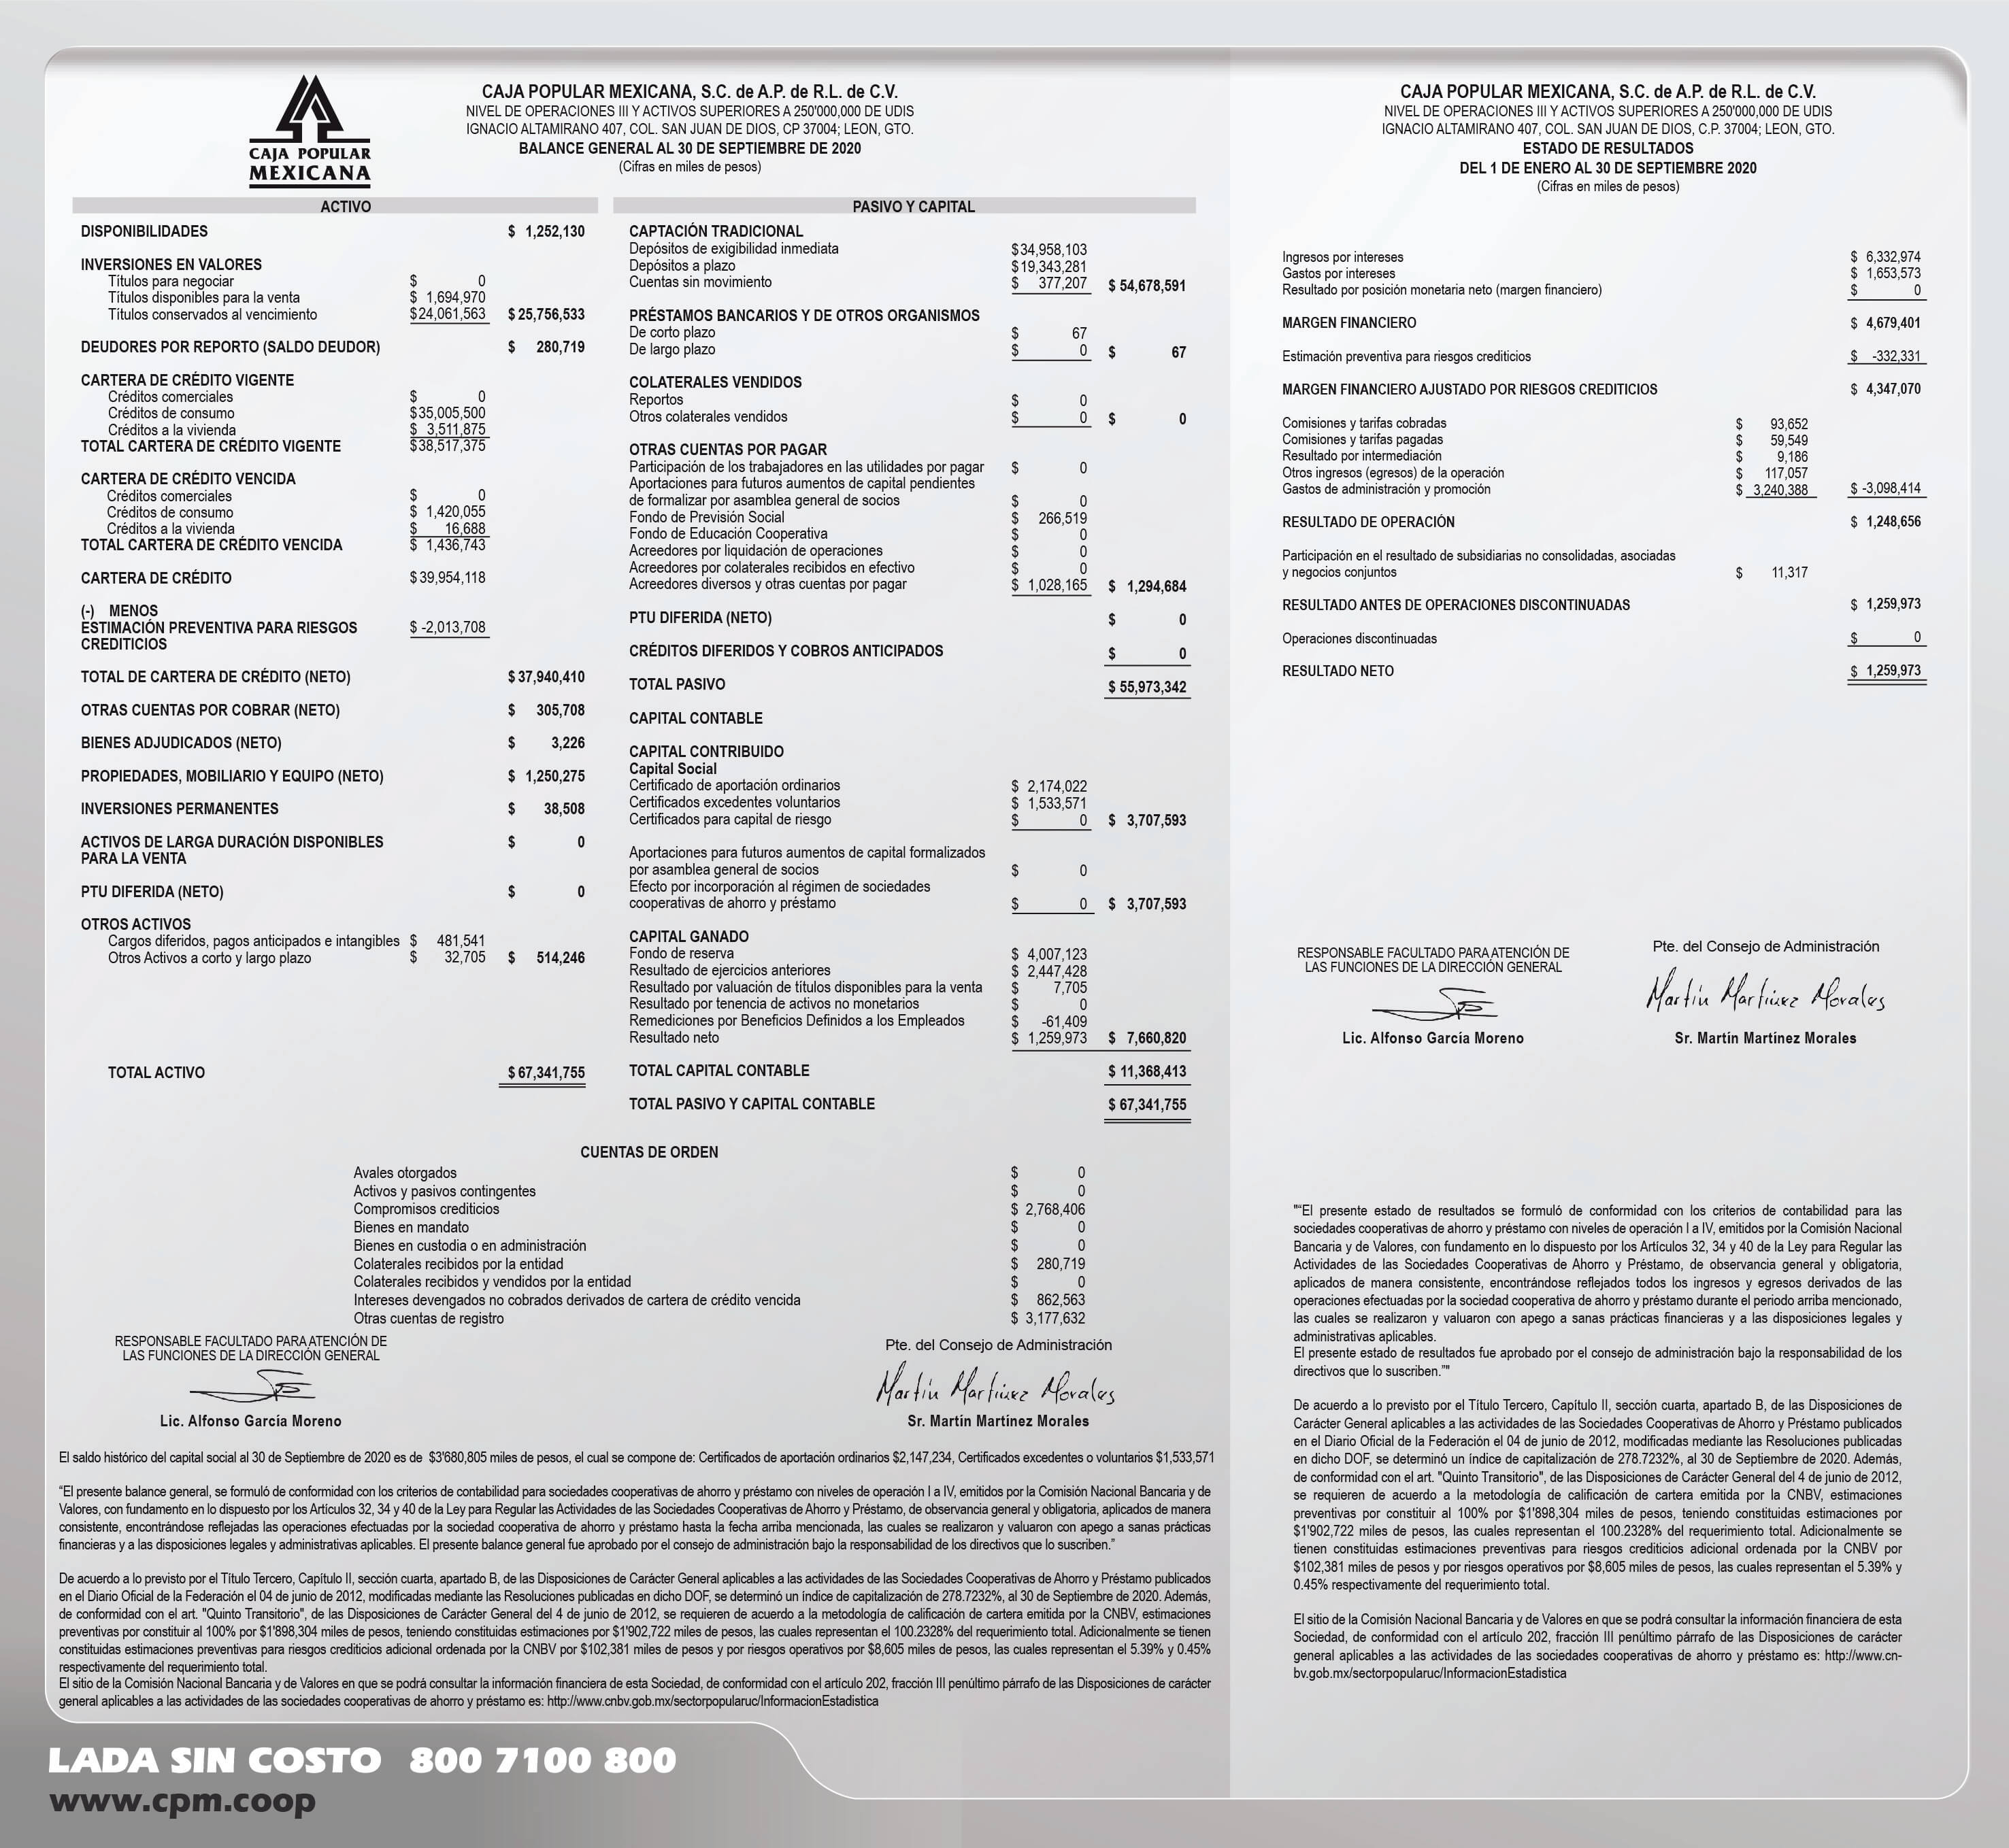 CAJA POPULAR
MEXICANA
CAJA POPULAR MEXICANA, S.C. de A.P. de R.L. de C.V.
NIVEL DE OPERACIONES III Y ACTIVOS SUPERIORES A 250'000,000 DE UDIS
IGNACIO ALTAMIRANO 407, COL. SAN JUAN DE DIOS, CP 37004; LEON, GTO.
BALANCE GENERAL AL 30 DE SEPTIEMBRE DE 2020
(Cifras en miles de pesos)
ACTIVO
DISPONIBILIDADES $ 1,252,130
INVERSIONES EN VALORES
Títulos para negociar $ 0
Títulos disponibles para la venta $ 1,694,970
Títulos conservados al vencimiento $24,061,563 $ 25,756,533
DEUDORES POR REPORTO (SALDO DEUDOR) $ 280,719
CARTERA DE CRÉDITO VIGENTE
Créditos comerciales $ 0
Créditos de consumo $35,005,500
Créditos a la vivienda $ 3,511,875
TOTAL CARTERA DE CRÉDITO VIGENTE $38,517,375
CARTERA DE CRÉDITO VENCIDA
Créditos comerciales $ 0
Créditos de consumo $ 1,420,055
Créditos a la vivienda $ 16,688
TOTAL CARTERA DE CRÉDITO VENCIDA $ 1,436,743
CARTERA DE CRÉDITO $ 39,954,118
(-) MENOS
ESTIMACIÓN PREVENTIVA PARA RIESGOS $ -2,013,708
CREDITICIOS
TOTAL DE CARTERA DE CRÉDITO (NETO) $ 37,940,410
OTRAS CUENTAS POR COBRAR (NETO) $ 305,708
BIENES ADJUDICADOS (NETO) $ 3,226
PROPIEDADES, MOBILIARIO Y EQUIPO (NETO) $ 1,250,275
INVERSIONES PERMANENTES $ 38,508
ACTIVOS DE LARGA DURACIÓN DISPONIBLES $ 0
PARA LA VENTA
PTU DIFERIDA (NETO) $ 0
OTROS ACTIVOS
Cargos diferidos, pagos anticipados e intangibles $ 481,541
Otros Activos a corto y largo plazo $ 32,705 $ 514,246
TOTAL ACTIVO $ 67,341,755
PASIVO Y CAPITAL
CAPTACIÓN TRADICIONAL
Depósitos de exigibilidad inmediata $34,958,103
Depósitos a plazo $19,343,281
Cuentas sin movimiento $ 377,207 $ 54,678,591
PRÉSTAMOS BANCARIOS Y DE OTROS ORGANISMOS
De corto plazo $ 67
De largo plazo $ 0 $ 67
COLATERALES VENDIDOS
Reportos $ 0
Otros colaterales vendidos $ 0 $ 0
OTRAS CUENTAS POR PAGAR
Participación de los trabajadores en las utilidades por pagar $ 0
Aportaciones para futuros aumentos de capital pendientes
de formalizar por asamblea general de socios $ 0
Fondo de Previsión Social $ 266,519
Fondo de Educación Cooperativa $ 0
Acreedores por liquidación de operaciones $ 0
Acreedores por colaterales recibidos en efectivo $ 0
Acreedores diversos y otras cuentas por pagar $ 1,028,165 $ 1,294,684
PTU DIFERIDA (NETO) $ 0
CRÉDITOS DIFERIDOS Y COBROS ANTICIPADOS $ 0
TOTAL PASIVO $ 55,973,342
CAPITAL CONTABLE
CAPITAL CONTRIBUIDO
Capital Social
Certificado de aportación ordinarios $ 2,174,022
Certificados excedentes voluntarios $ 1,533,571
Certificados para capital de riesgo $ 0 $ 3,707,593
Aportaciones para futuros aumentos de capital formalizados
por asamblea general de socios $ 0
Efecto por incorporación al régimen de sociedades
cooperativas de ahorro y préstamo $ 0 $ 3,707,593
CAPITAL GANADO
Fondo de reserva $ 4,007,123
Resultado de ejercicios anteriores $ 2,447,428
Resultado por valuación de títulos disponibles para la venta $ 7,705
Resultado por tenencia de activos no monetarios $ 0
Remediciones por Beneficios Definidos a los Empleados $ -61,409
Resultado neto $ 1,259,973 $ 7,660,820
TOTAL CAPITAL CONTABLE $ 11,368,413
TOTAL PASIVO Y CAPITAL CONTABLE $ 67,341,755
CUENTAS DE ORDEN
Avales otorgados $ 0
Activos y pasivos contingentes $ 0
Compromisos crediticios $ 2,768,406
Bienes en mandato $ 0
Bienes en custodia o en administración $ 0
Colaterales recibidos por la entidad $ 280,719
Colaterales recibidos y vendidos por la entidad $ 0
Intereses devengados no cobrados derivados de cartera de crédito vencida $ 862,563
Otras cuentas de registro $ 3,177,632
RESPONSABLE FACULTADO PARA ATENCIÓN DE
LAS FUNCIONES DE LA DIRECCIÓN GENERAL
Lic. Alfonso García Moreno
Pte. del Consejo de Administración
Martín Martínez Morales
Sr. Martín Martínez Morales
El saldo histórico del capital social al 30 de Septiembre de 2020 es de $3'680,805 miles de pesos, el cual se compone de: Certificados de aportación ordinarios $2,147,234, Certificados excedentes o voluntarios $1,533,571
“El presente balance general, se formuló de conformidad con los criterios de contabilidad para sociedades cooperativas de ahorro y préstamo con niveles de operación I a IV, emitidos por la Comisión Nacional Bancaria y de
Valores, con fundamento en lo dispuesto por los Artículos 32, 34 y 40 de la Ley para Regular las Actividades de las Sociedades Cooperativas de Ahorro y Préstamo, de observancia general y obligatoria, aplicados de manera
consistente, encontrándose reflejadas las operaciones efectuadas por la sociedad cooperativa de ahorro y préstamo hasta la fecha arriba mencionada, las cuales se realizaron y valuaron con apego a sanas prácticas
financieras y a las disposiciones legales y administrativas aplicables. El presente balance general fue aprobado por el consejo de administración bajo la responsabilidad de los directivos que lo suscriben.”
De acuerdo a lo previsto por el Título Tercero, Capítulo II, sección cuarta, apartado B, de las Disposiciones de Carácter General aplicables a las actividades de las Sociedades Cooperativas de Ahorro y Préstamo publicados
en el Diario Oficial de la Federación el 04 de junio de 2012, modificadas mediante las Resoluciones publicadas en dicho DOF, se determinó un índice de capitalización de 278.7232%, al 30 de Septiembre de 2020. Además,
de conformidad con el art. "Quinto Transitorio", de las Disposiciones de Carácter General del 4 de junio de 2012, se requieren de acuerdo a la metodología de calificación de cartera emitida por la CNBV, estimaciones
preventivas por constituir al 100% por $1'898,304 miles de pesos, teniendo constituidas estimaciones por $1'902,722 miles de pesos, las cuales representan el 100.2328% del requerimiento total. Adicionalmente se tienen
constituidas estimaciones preventivas para riesgos crediticios adicional ordenada por la CNBV por $102,381 miles de pesos y por riesgos operativos por $8,605 miles de pesos, las cuales representan el 5.39% y 0.45%
respectivamente del requerimiento total.
El sitio de la Comisión Nacional Bancaria y de Valores en que se podrá consultar la información financiera de esta Sociedad, de conformidad con el artículo 202, fracción III penúltimo párrafo de las Disposiciones de carácter
general aplicables a las actividades de las sociedades cooperativas de ahorro y préstamo es: http://www.cnbv.gob.mx/sectorpopularuc/InformacionEstadistica
CAJA POPULAR MEXICANA, S.C. de A.P. de R.L. de C.V.
NIVEL DE OPERACIONES III Y ACTIVOS SUPERIORES A 250'000,000 DE UDIS
IGNACIO ALTAMIRANO 407, COL. SAN JUAN DE DIOS, C.P. 37004; LEON, GTO.
ESTADO DE RESULTADOS
DEL 1 DE ENERO AL 30 DE SEPTIEMBRE 2020
(Cifras en miles de pesos)
Ingresos por intereses $ 6,332,974
Gastos por intereses $ 1,653,573
Resultado por posición monetaria neto (margen financiero) $ 0
MARGEN FINANCIERO $ 4,679,401
Estimación preventiva para riesgos crediticios $ -332,331
MARGEN FINANCIERO AJUSTADO POR RIESGOS CREDITICIOS $ 4,347,070
Comisiones y tarifas cobradas $ 93,652
Comisiones y tarifas pagadas $ 59,549
Resultado por intermediación $ 9,186
Otros ingresos (egresos) de la operación $ 117,057
Gastos de administración y promoción $ 3,240,388 $ -3,098,414
RESULTADO DE OPERACIÓN $ 1,248,656
Participación en el resultado de subsidiarias no consolidadas, asociadas
y negocios conjuntos $ 11,317
RESULTADO ANTES DE OPERACIONES DISCONTINUADAS $ 1,259,973
Operaciones discontinuadas $ 0
RESULTADO NETO $ 1,259,973
RESPONSABLE FACULTADO PARA ATENCIÓN DE
LAS FUNCIONES DE LA DIRECCIÓN GENERAL
Lic. Alfonso García Moreno
Pte. del Consejo de Administración
Martín Martínez Morales
Sr. Martín Martínez Morales
"“El presente estado de resultados se formuló de conformidad con los criterios de contabilidad para las
sociedades cooperativas de ahorro y préstamo con niveles de operación I a IV, emitidos por la Comisión Nacional
Bancaria y de Valores, con fundamento en lo dispuesto por los Artículos 32, 34 y 40 de la Ley para Regular las
Actividades de las Sociedades Cooperativas de Ahorro y Préstamo, de observancia general y obligatoria,
aplicados de manera consistente, encontrándose reflejados todos los ingresos y egresos derivados de las
operaciones efectuadas por la sociedad cooperativa de ahorro y préstamo durante el periodo arriba mencionado,
las cuales se realizaron y valuaron con apego a sanas prácticas financieras y a las disposiciones legales y
administrativas aplicables.
El presente estado de resultados fue aprobado por el consejo de administración bajo la responsabilidad de los
directivos que lo suscriben.”"
De acuerdo a lo previsto por el Título Tercero, Capítulo II, sección cuarta, apartado B, de las Disposiciones de
Carácter General aplicables a las actividades de las Sociedades Cooperativas de Ahorro y Préstamo publicados
en el Diario Oficial de la Federación el 04 de junio de 2012, modificadas mediante las Resoluciones publicadas
en dicho DOF, se determinó un índice de capitalización de 278.7232%, al 30 de Septiembre de 2020. Además,
de conformidad con el art. "Quinto Transitorio", de las Disposiciones de Carácter General del 4 de junio de 2012,
se requieren de acuerdo a la metodología de calificación de cartera emitida por la CNBV, estimaciones
preventivas por constituir al 100% por $1'898,304 miles de pesos, teniendo constituidas estimaciones por
$1'902,722 miles de pesos, las cuales representan el 100.2328% del requerimiento total. Adicionalmente se
tienen constituidas estimaciones preventivas para riesgos crediticios adicional ordenada por la CNBV por
$102,381 miles de pesos y por riesgos operativos por $8,605 miles de pesos, las cuales representan el 5.39% y
0.45% respectivamente del requerimiento total.
El sitio de la Comisión Nacional Bancaria y de Valores en que se podrá consultar la información financiera de esta
Sociedad, de conformidad con el artículo 202, fracción III penúltimo párrafo de las Disposiciones de carácter
general aplicables a las actividades de las sociedades cooperativas de ahorro y préstamo es: http://www.cn-
bv.gob.mx/sectorpopularuc/InformacionEstadistica
LADA SIN COSTO 800 7100 800
www.cpm.coop